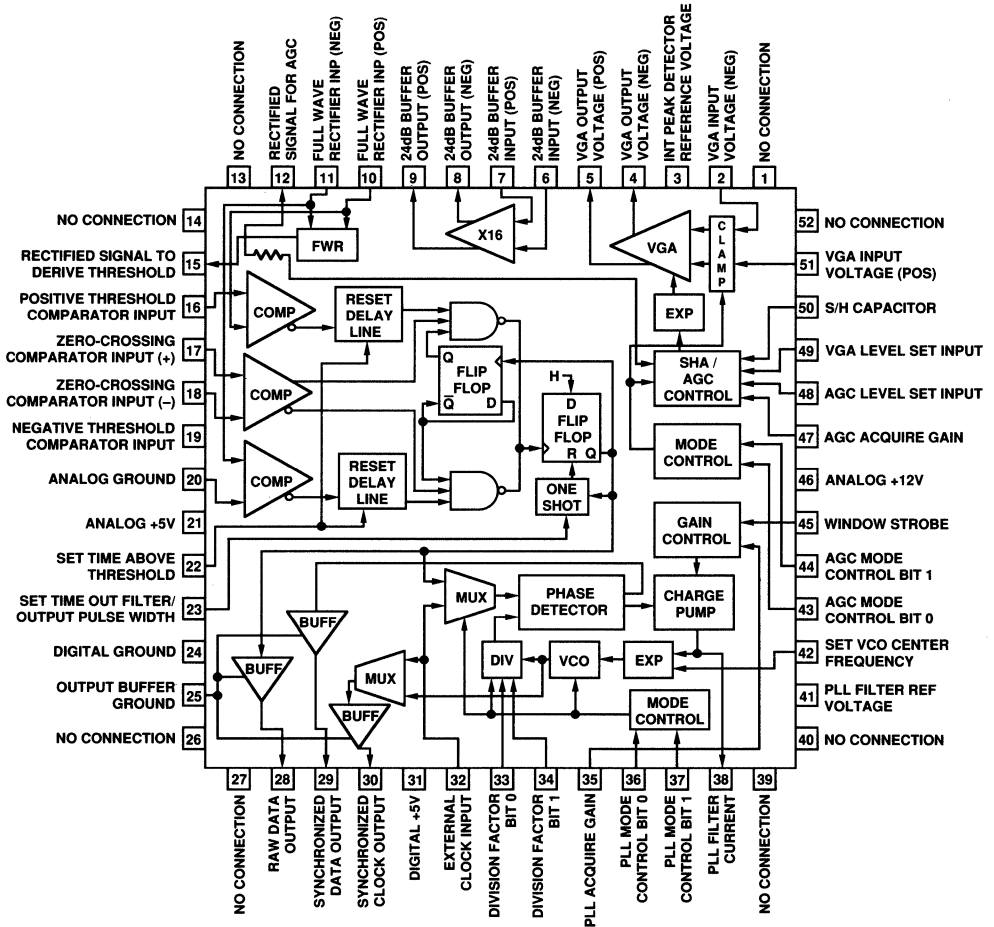 NO CONNECTION
RECTIFIED
SIGNAL FOR AGC
FULL WAVE
RECTIFIER INP (NEG)
FULL WAVE
RECTIFIER INP (POS)
24dB BUFFER
OUTPUT (POS)
24dB BUFFER
OUTPUT (NEG)
24dB BUFFER
INPUT (POS)
24dB BUFFER
INPUT (NEG)
VGA OUTPUT
VOLTAGE (POS)
VGA OUTPUT
VOLTAGE (NEG)
INT PEAK DETECTOR
REFERENCE VOLTAGE
VGA INPUT
VOLTAGE (NEG)
NO CONNECTION
13 12 11 10 9 8 7 6 5 4 3 2 1
NO CONNECTION 14
RECTIFIED SIGNAL TO
DERIVE THRESHOLD 15
POSITIVE THRESHOLD
COMPARATOR INPUT 16
ZERO-CROSSING
COMPARATOR INPUT (+) 17
ZERO-CROSSING
COMPARATOR INPUT (–) 18
NEGATIVE THRESHOLD
COMPARATOR INPUT 19
ANALOG GROUND 20
ANALOG +5V 21
SET TIME ABOVE
THRESHOLD 22
SET TIME OUT FILTER/
OUTPUT PULSE WIDTH 23
DIGITAL GROUND 24
OUTPUT BUFFER
GROUND 25
NO CONNECTION 26
FWR
X16
VGA
C
L
A
M
P
EXP
COMP
RESET
DELAY
LINE
COMP
Q
FLIP
FLOP
Q D
H
D
FLIP
FLOP
R Q
SHA /
AGC
CONTROL
MODE
CONTROL
COMP
RESET
DELAY
LINE
ONE
SHOT
GAIN
CONTROL
MUX
PHASE
DETECTOR
CHARGE
PUMP
BUFF
BUFF
MUX
BUFF
DIV
VCO
EXP
MODE
CONTROL
52 NO CONNECTION
51 VGA INPUT
VOLTAGE (POS)
50 S/H CAPACITOR
49 VGA LEVEL SET INPUT
48 AGC LEVEL SET INPUT
47 AGC ACQUIRE GAIN
46 ANALOG +12V
45 WINDOW STROBE
44 AGC MODE
CONTROL BIT 1
43 AGC MODE
CONTROL BIT 0
42 SET VCO CENTER
FREQUENCY
41 PLL FILTER REF
VOLTAGE
40 NO CONNECTION
27 28 29 30 31 32 33 34 35 36 37 38 39
NO CONNECTION
RAW DATA
OUTPUT
SYNCHRONIZED
DATA OUTPUT
SYNCHRONIZED
CLOCK OUTPUT
DIGITAL +5V
EXTERNAL
CLOCK INPUT
DIVISION FACTOR
BIT 0
DIVISION FACTOR
BIT 1
PLL ACQUIRE GAIN
PLL MODE
CONTROL BIT 0
PLL MODE
CONTROL BIT 1
PLL FILTER
CURRENT
NO CONNECTION